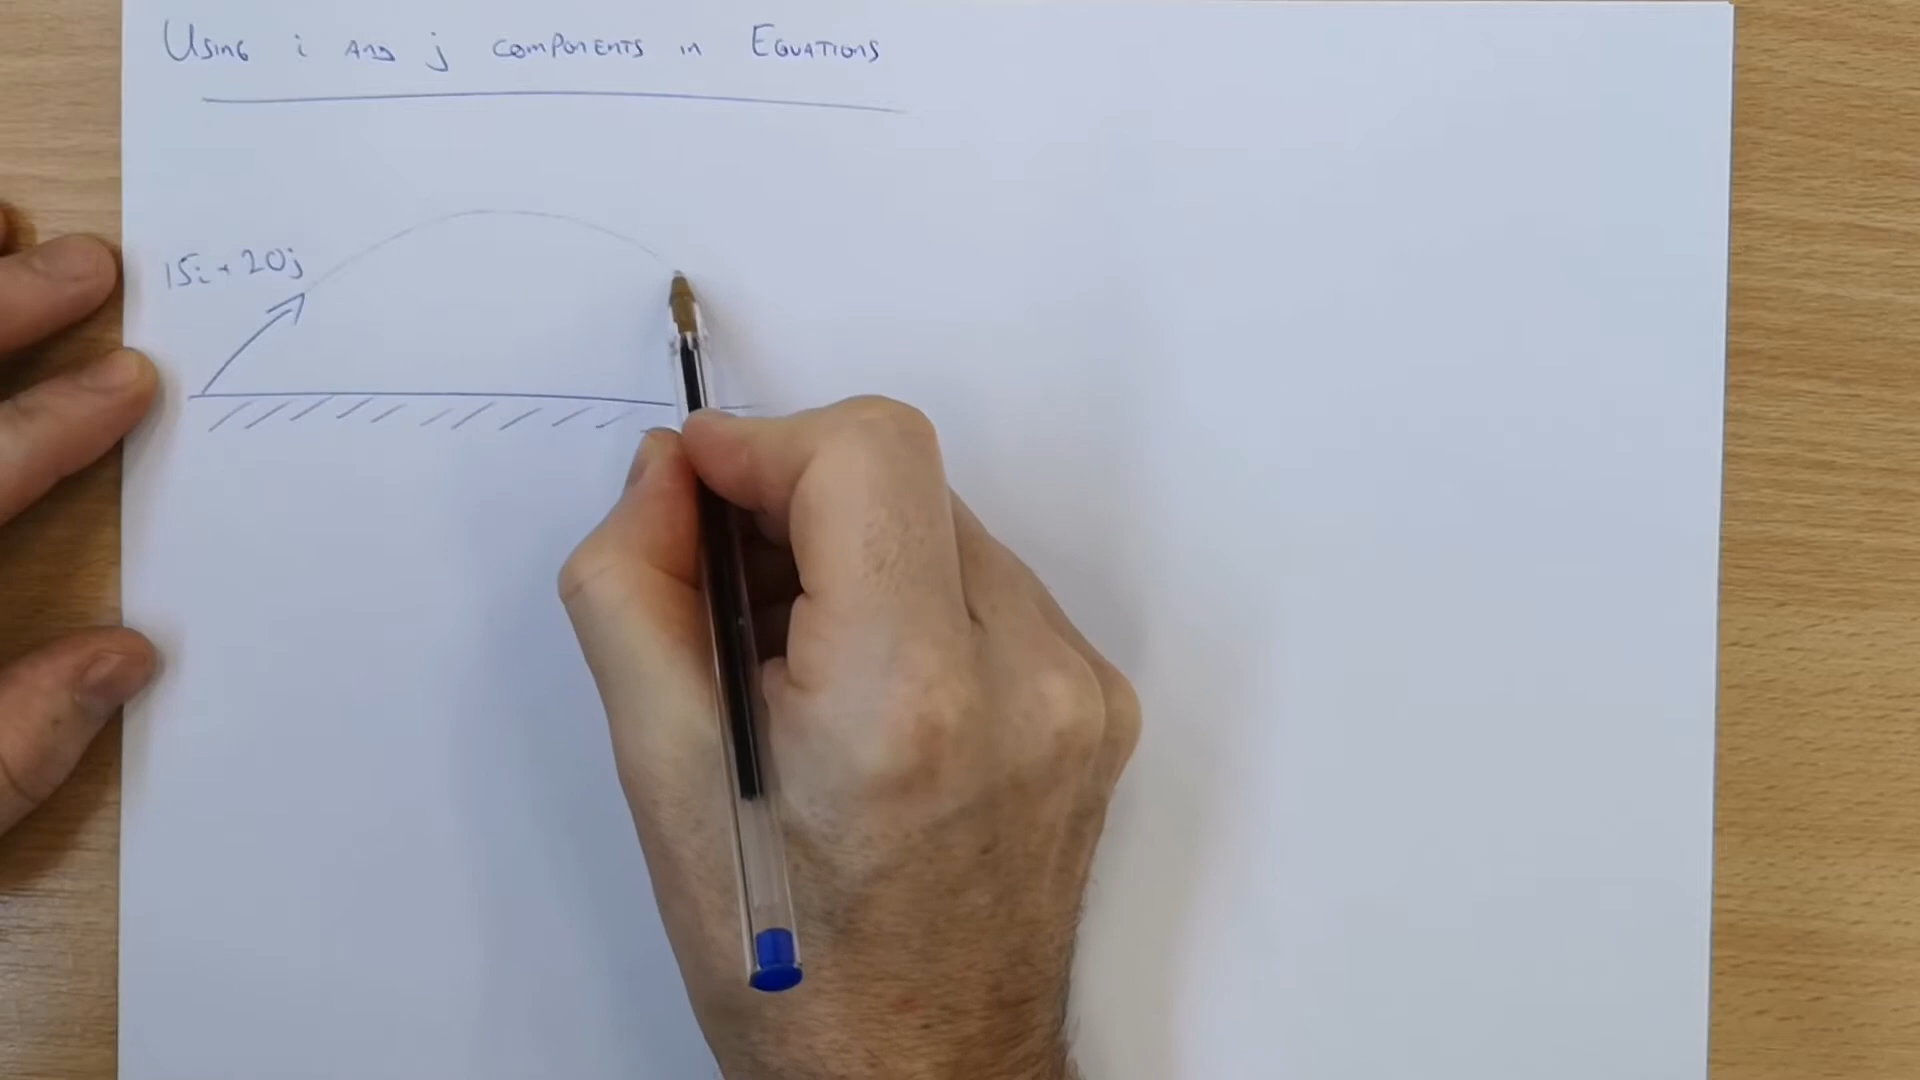 Using i and j components in Equations
15i + 20j